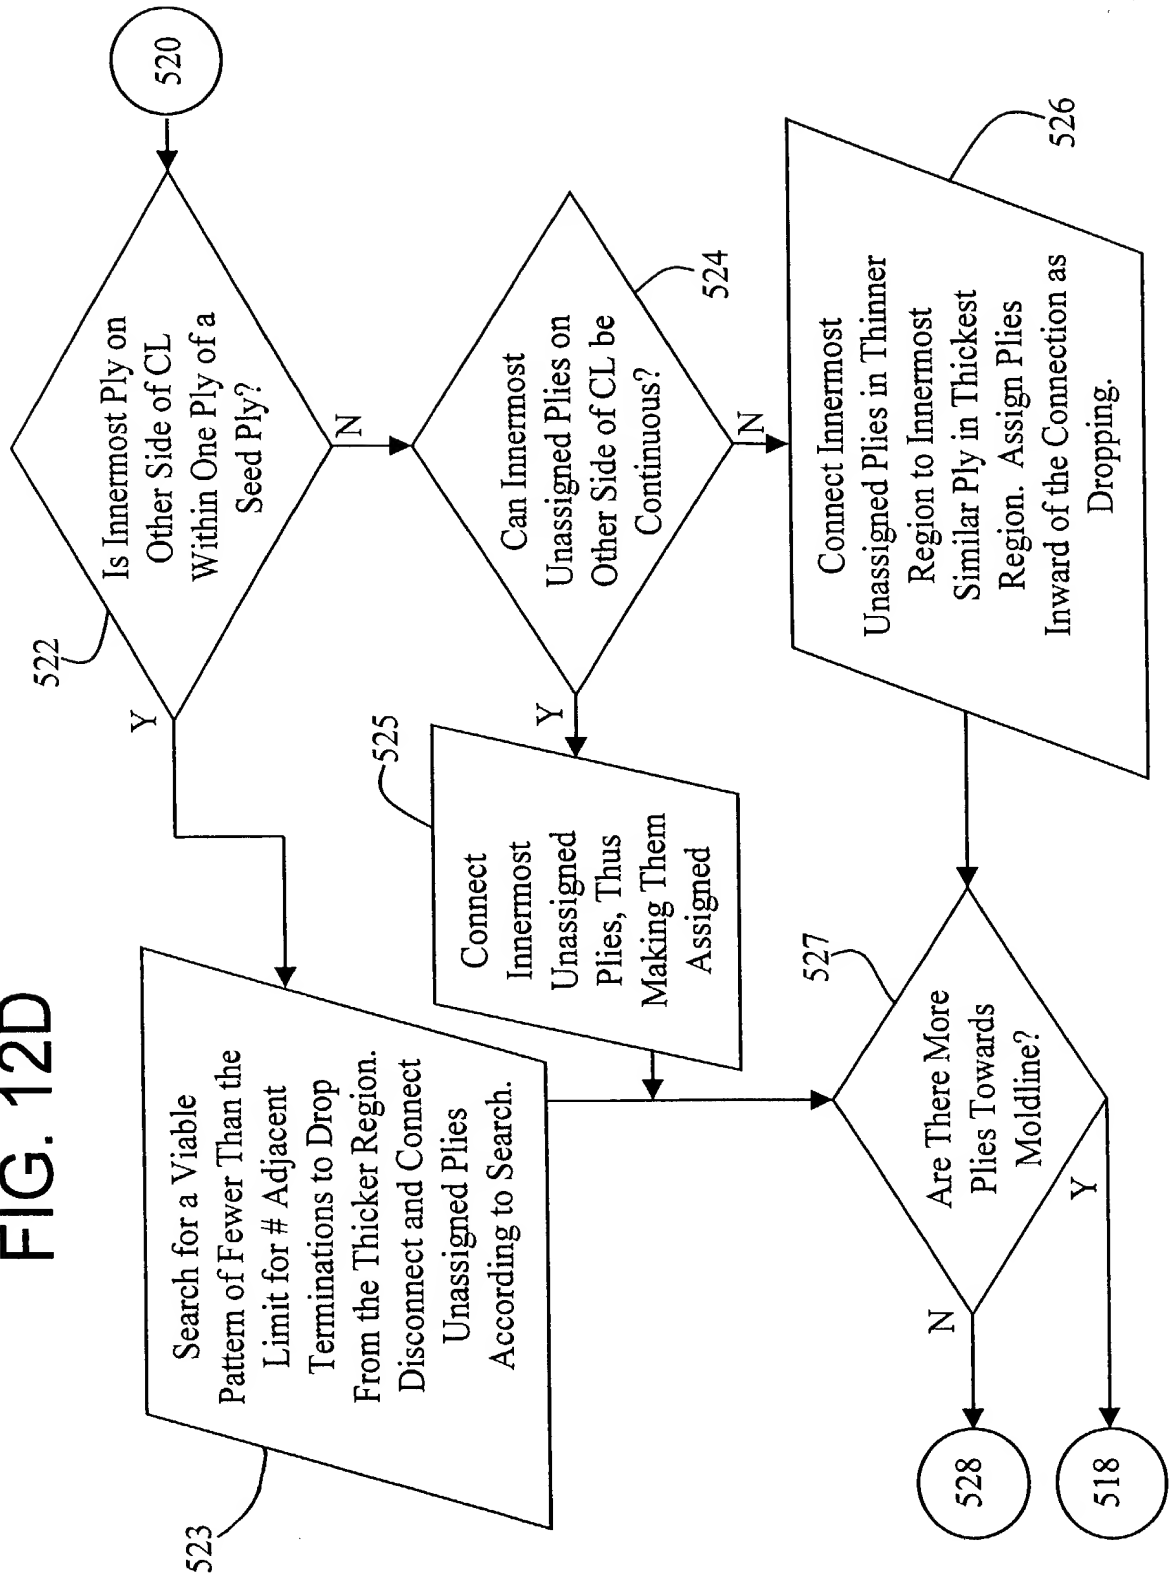 FIG. 12D
520
522
Is Innermost Ply on
Other Side of CL
Within One Ply of a
Seed Ply?
Y
N
523
Search for a Viable
Pattern of Fewer Than the
Limit for # Adjacent
Terminations to Drop
From the Thicker Region.
Disconnect and Connect
Unassigned Plies
According to Search.
524
Can Innermost
Unassigned Plies on
Other Side of CL be
Continuous?
Y
N
525
Connect
Innermost
Unassigned
Plies, Thus
Making Them
Assigned
526
Connect Innermost
Unassigned Plies in Thinner
Region to Innermost
Similar Ply in Thickest
Region. Assign Plies
Inward of the Connection as
Dropping.
527
Are There More
Plies Towards
Moldline?
N
Y
528
518